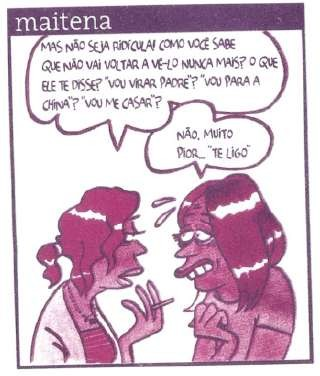 maitena
MAS NÃO SEJA RIDÍCULA! COMO VOCÊ SABE
QUE NÃO VAI VOLTAR A VÊ-LO NUNCA MAIS? O QUE
ELE TE DISSE? "VOU VIRAR PADRE"? "VOU PARA A
CHINA"? "VOU ME CASAR"?
NÃO, MUITO
PIOR... "TE LIGO"